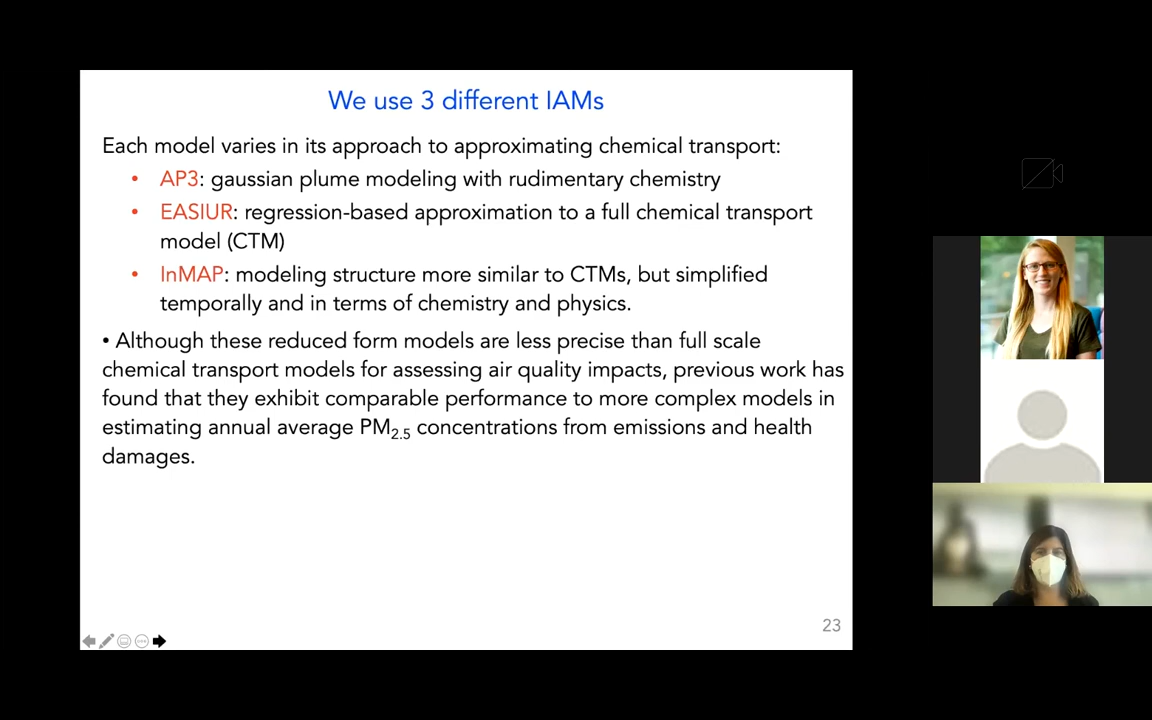 We use 3 different IAMs
Each model varies in its approach to approximating chemical transport:
• AP3: gaussian plume modeling with rudimentary chemistry
• EASIUR: regression-based approximation to a full chemical transport
model (CTM)
• InMAP: modeling structure more similar to CTMs, but simplified
temporally and in terms of chemistry and physics.
• Although these reduced form models are less precise than full scale
chemical transport models for assessing air quality impacts, previous work has
found that they exhibit comparable performance to more complex models in
estimating annual average PM2.5 concentrations from emissions and health
damages.
23